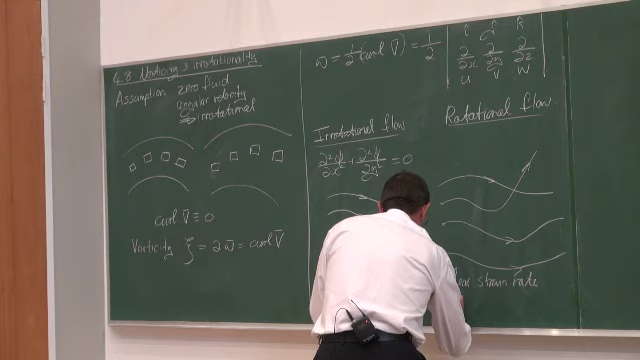 4.8 Vorticity & irrotationality
Assumption zero fluid
angular velocity
⇒ irrotational
curl V̄ ≡ 0
Vorticity ξ = 2ω̄ = curl V̄
ω = 1/2 (curl V̄) = 1/2 | i j k |
| ∂/∂x ∂/∂y ∂/∂z |
| u v w |
Irrotational flow
∂²ψ/∂x² + ∂²ψ/∂y² = 0
Rotational flow
strain rate